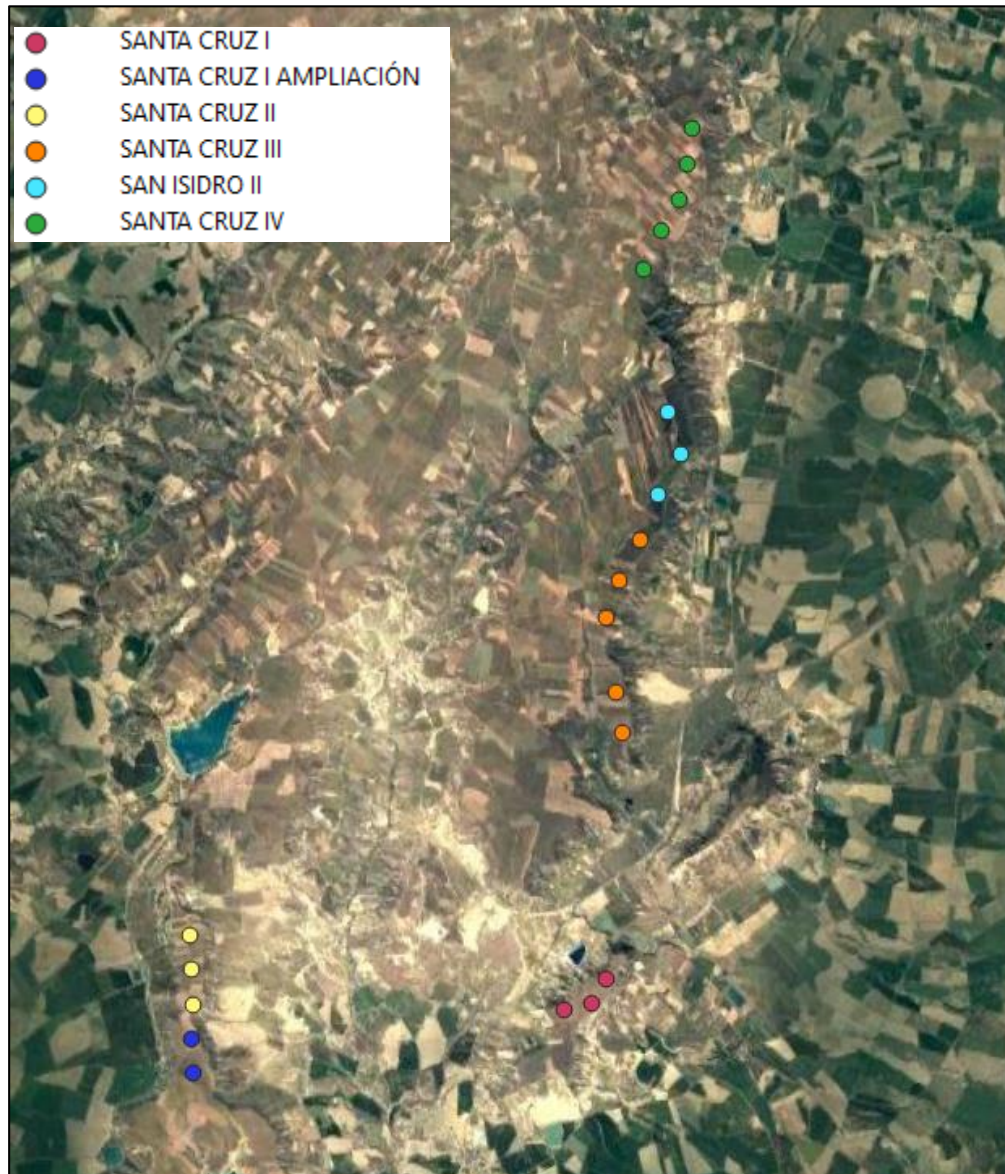 SANTA CRUZ I
SANTA CRUZ I AMPLIACIÓN
SANTA CRUZ II
SANTA CRUZ III
SAN ISIDRO II
SANTA CRUZ IV